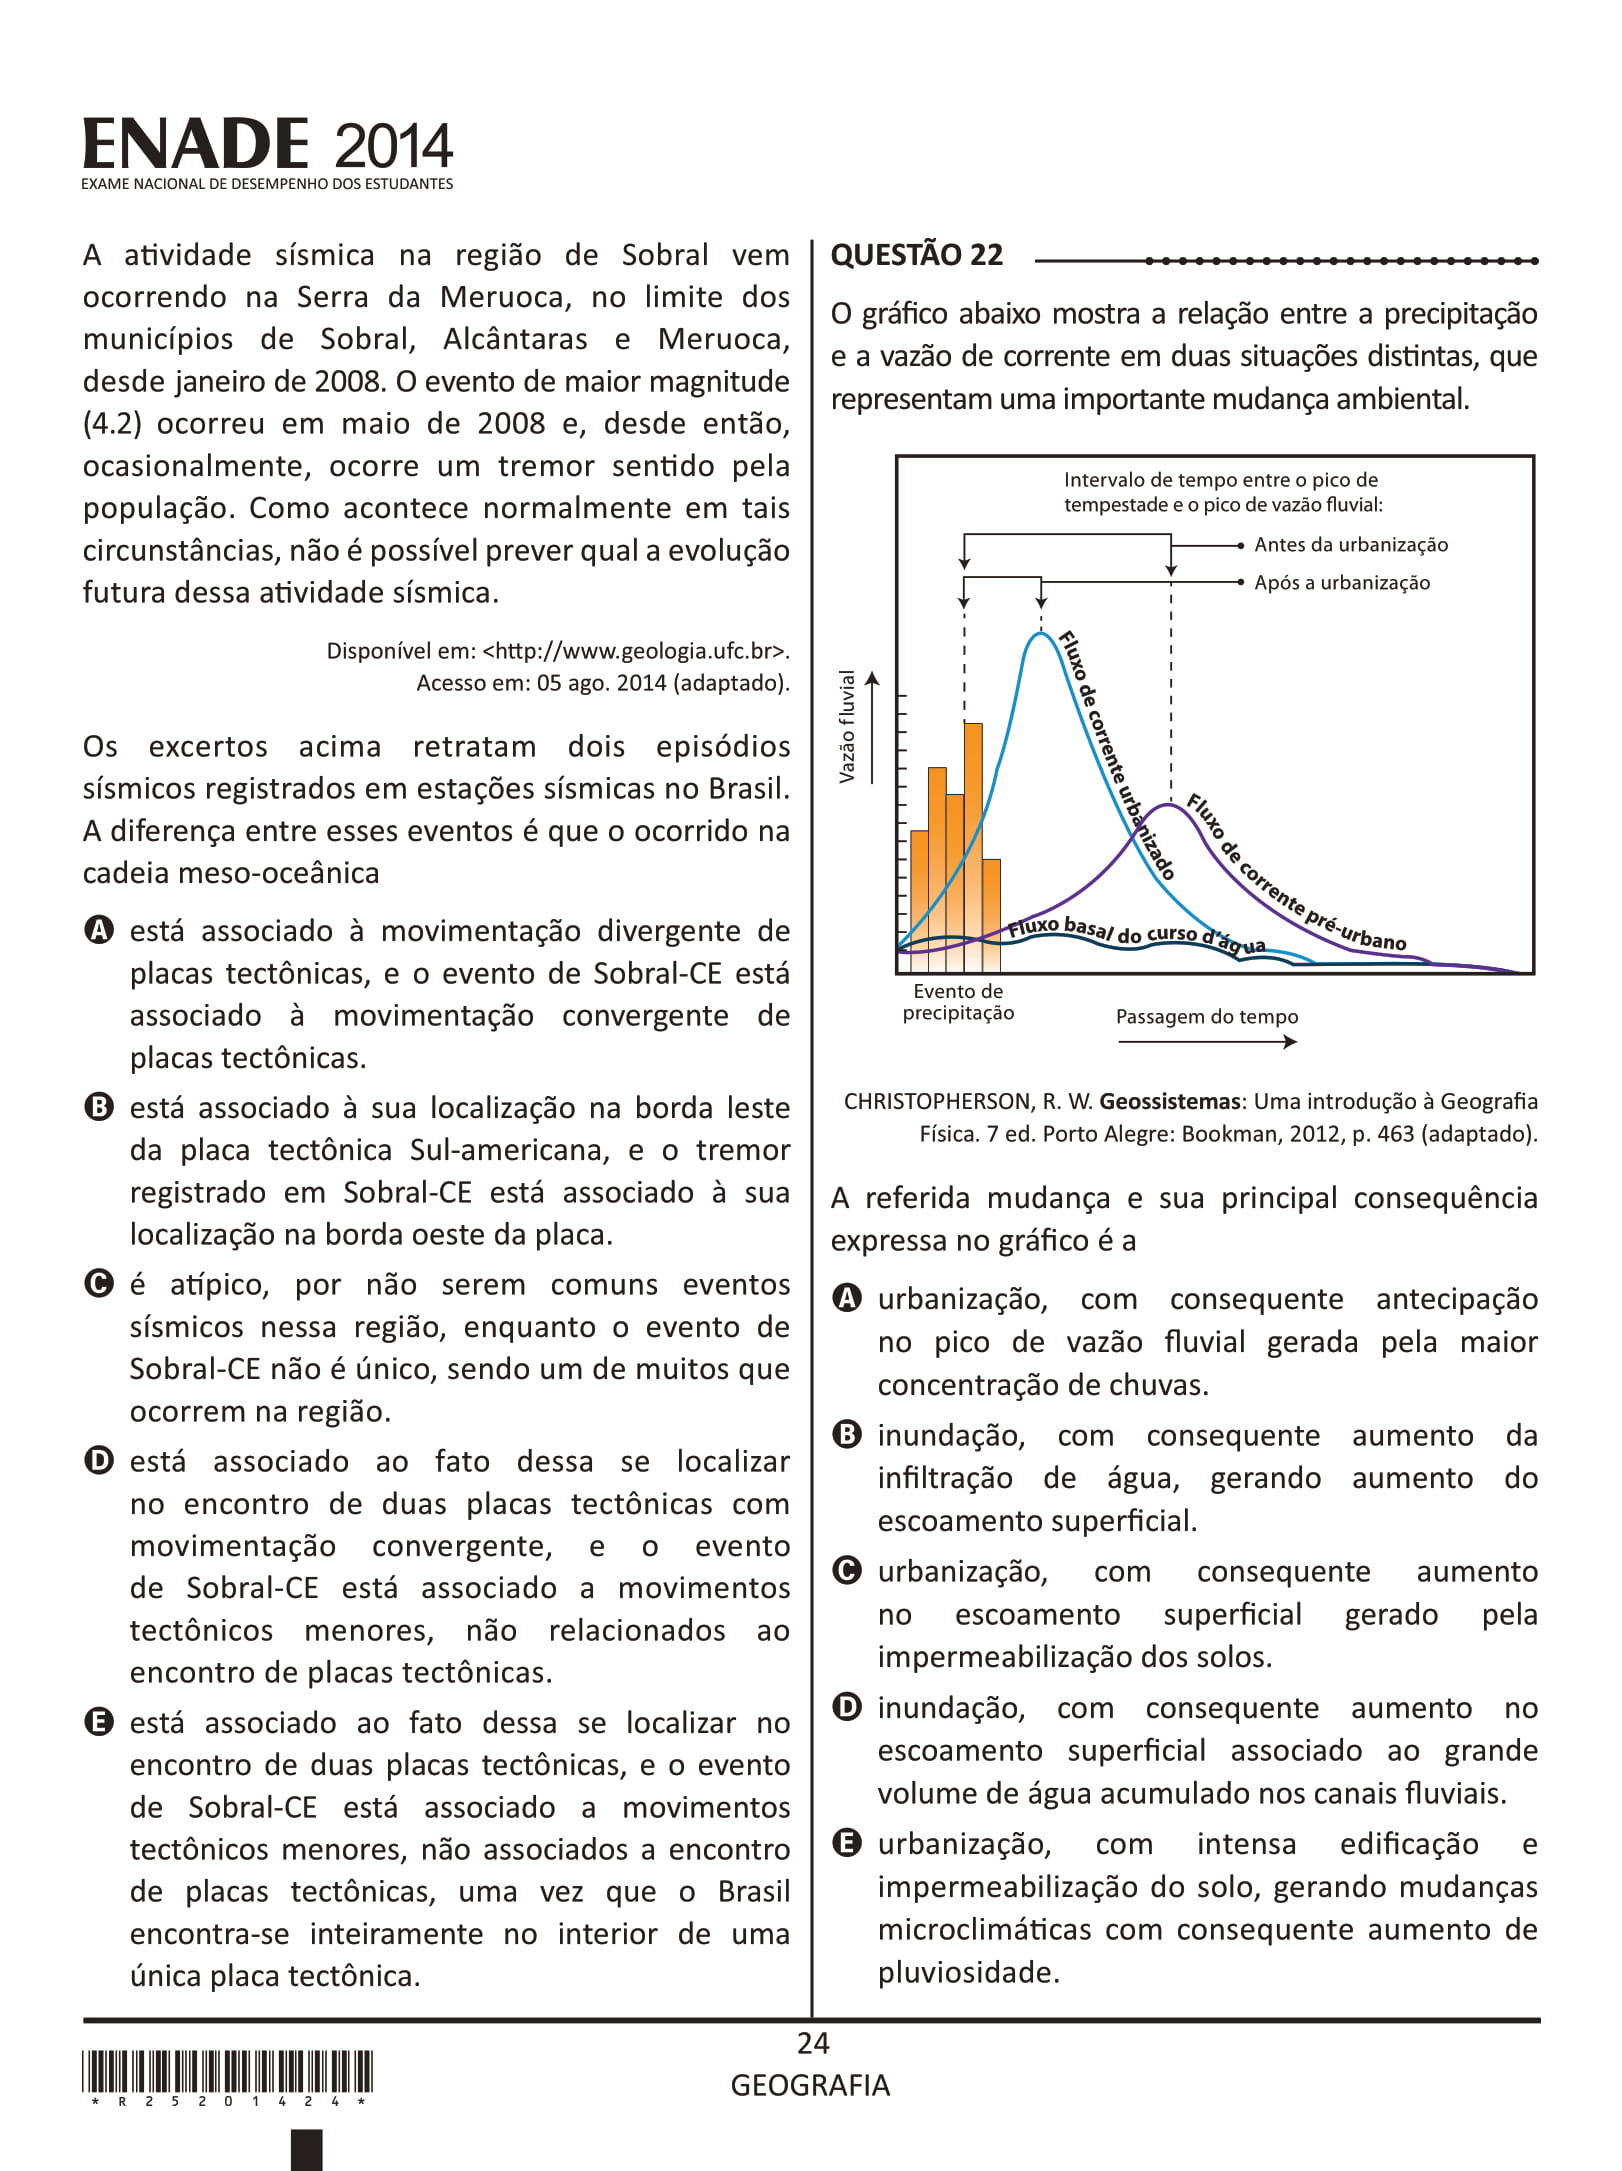 ENADE 2014
EXAME NACIONAL DE DESEMPENHO DOS ESTUDANTES
A atividade sísmica na região de Sobral vem
ocorrendo na Serra da Meruoca, no limite dos
municípios de Sobral, Alcântaras e Meruoca,
desde janeiro de 2008. O evento de maior magnitude
(4.2) ocorreu em maio de 2008 e, desde então,
ocasionalmente, ocorre um tremor sentido pela
população. Como acontece normalmente em tais
circunstâncias, não é possível prever qual a evolução
futura dessa atividade sísmica.
Disponível em: <http://www.geologia.ufc.br>.
Acesso em: 05 ago. 2014 (adaptado).
Os excertos acima retratam dois episódios
sísmicos registrados em estações sísmicas no Brasil.
A diferença entre esses eventos é que o ocorrido na
cadeia meso-oceânica
A está associado à movimentação divergente de
placas tectônicas, e o evento de Sobral-CE está
associado à movimentação convergente de
placas tectônicas.
B está associado à sua localização na borda leste
da placa tectônica Sul-americana, e o tremor
registrado em Sobral-CE está associado à sua
localização na borda oeste da placa.
C é atípico, por não serem comuns eventos
sísmicos nessa região, enquanto o evento de
Sobral-CE não é único, sendo um de muitos que
ocorrem na região.
D está associado ao fato dessa se localizar
no encontro de duas placas tectônicas com
movimentação convergente, e o evento
de Sobral-CE está associado a movimentos
tectônicos menores, não relacionados ao
encontro de placas tectônicas.
E está associado ao fato dessa se localizar no
encontro de duas placas tectônicas, e o evento
de Sobral-CE está associado a movimentos
tectônicos menores, não associados a encontro
de placas tectônicas, uma vez que o Brasil
encontra-se inteiramente no interior de uma
única placa tectônica.
QUESTÃO 22
O gráfico abaixo mostra a relação entre a precipitação
e a vazão de corrente em duas situações distintas, que
representam uma importante mudança ambiental.
Intervalo de tempo entre o pico de
tempestade e o pico de vazão fluvial:
Antes da urbanização
Após a urbanização
Vazão fluvial
Fluxo de corrente urbanizado
Fluxo de corrente pré-urbano
Fluxo basal do curso d'água
Evento de
precipitação
Passagem do tempo
CHRISTOPHERSON, R. W. Geossistemas: Uma introdução à Geografia
Física. 7 ed. Porto Alegre: Bookman, 2012, p. 463 (adaptado).
A referida mudança e sua principal consequência
expressa no gráfico é a
A urbanização, com consequente antecipação
no pico de vazão fluvial gerada pela maior
concentração de chuvas.
B inundação, com consequente aumento da
infiltração de água, gerando aumento do
escoamento superficial.
C urbanização, com consequente aumento
no escoamento superficial gerado pela
impermeabilização dos solos.
D inundação, com consequente aumento no
escoamento superficial associado ao grande
volume de água acumulado nos canais fluviais.
E urbanização, com intensa edificação e
impermeabilização do solo, gerando mudanças
microclimáticas com consequente aumento de
pluviosidade.
24
GEOGRAFIA
* R 2 5 2 0 1 4 2 4 *